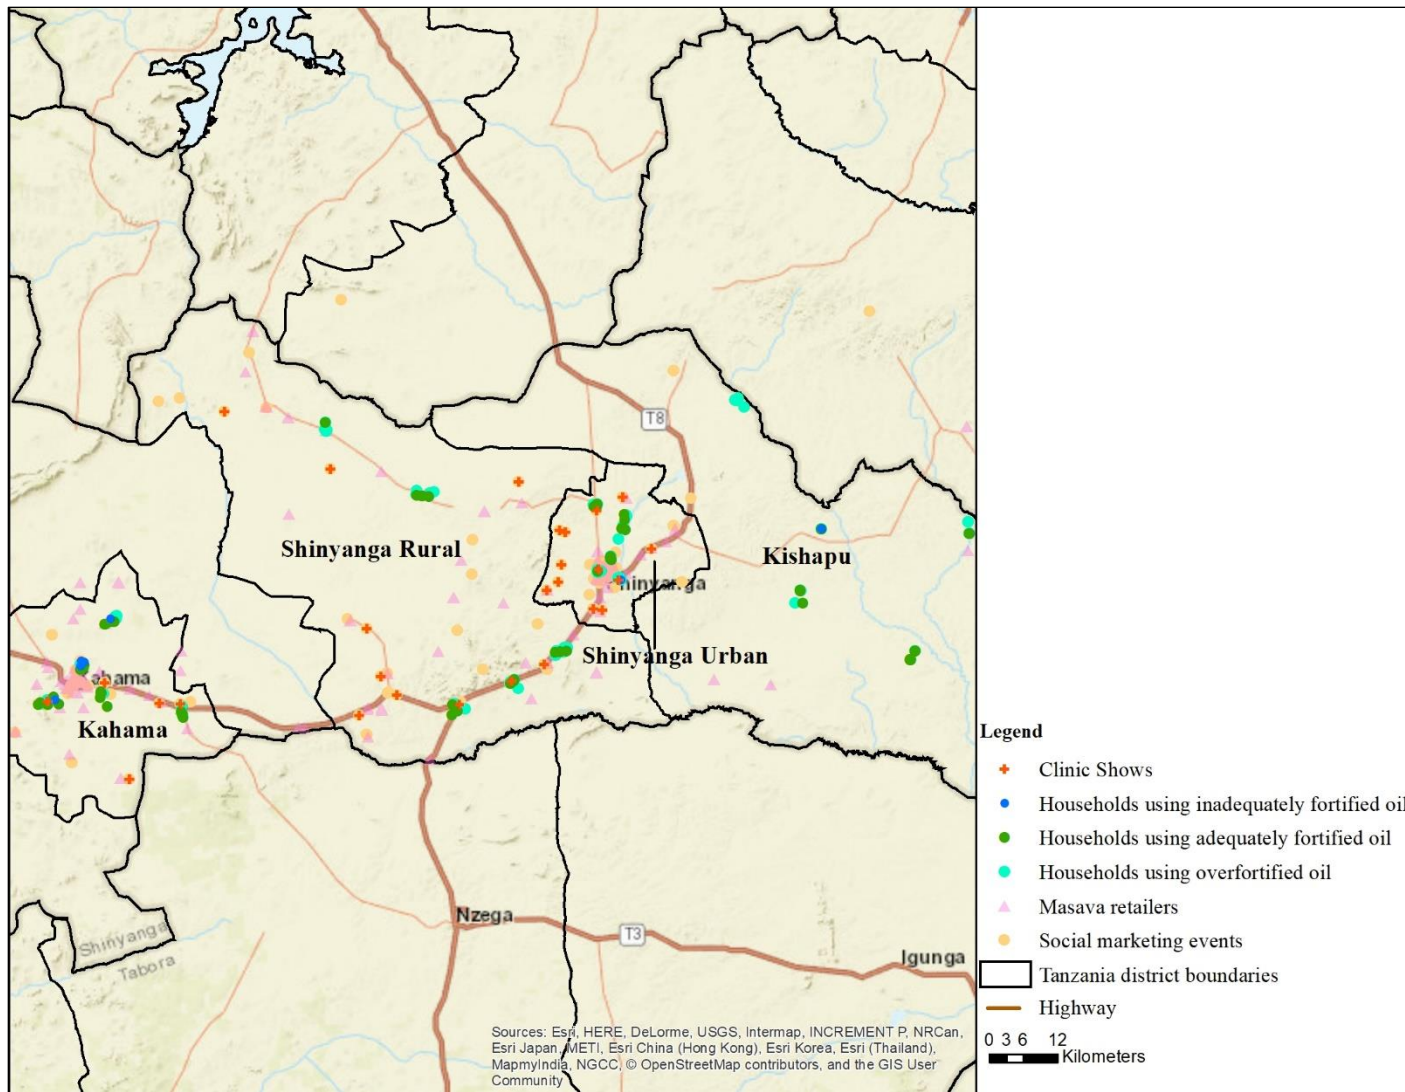 T8
Shinyanga Rural
Kishapu
hinyanga
Shinyanga Urban
ahama
Kahama
Nzega
T3
Igunga
Shinyanga
Tabora
Sources: Esri, HERE, DeLorme, USGS, Intermap, INCREMENT P, NRCan,
Esri Japan, METI, Esri China (Hong Kong), Esri Korea, Esri (Thailand),
MapmyIndia, NGCC, © OpenStreetMap contributors, and the GIS User
Community
Legend
Clinic Shows
Households using inadequately fortified oil
Households using adequately fortified oil
Households using overfortified oil
Masava retailers
Social marketing events
Tanzania district boundaries
Highway
0 3 6 12
Kilometers